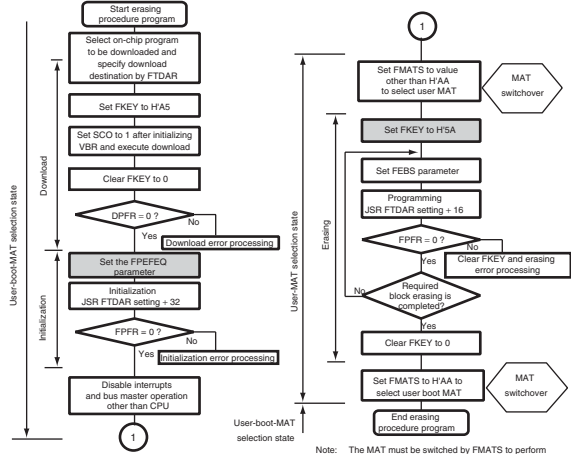 Start erasing
procedure program
Select on-chip program
to be downloaded and
specify download
destination by FTDAR
Set FKEY to H'A5
Set SCO to 1 after initializing
VBR and execute download
Clear FKEY to 0
DPFR = 0 ?
No
Yes
Download error processing
Set the FPEFEQ
parameter
Initialization
JSR FTDAR setting + 32
FPFR = 0 ?
No
Yes
Initialization error processing
Disable interrupts
and bus master operation
other than CPU
1
Download
Initialization
User-boot-MAT selection state
1
Set FMATS to value
other than H'AA
to select user MAT
MAT
switchover
Set FKEY to H'5A
Set FEBS parameter
Programming
JSR FTDAR setting + 16
FPFR = 0 ?
No
Yes
Clear FKEY and erasing
error processing
No
Required
block erasing is
completed?
Yes
Clear FKEY to 0
Set FMATS to H'AA to
select user boot MAT
MAT
switchover
End erasing
procedure program
Erasing
User-MAT selection state
User-boot-MAT
selection state
Note: The MAT must be switched by FMATS to perform